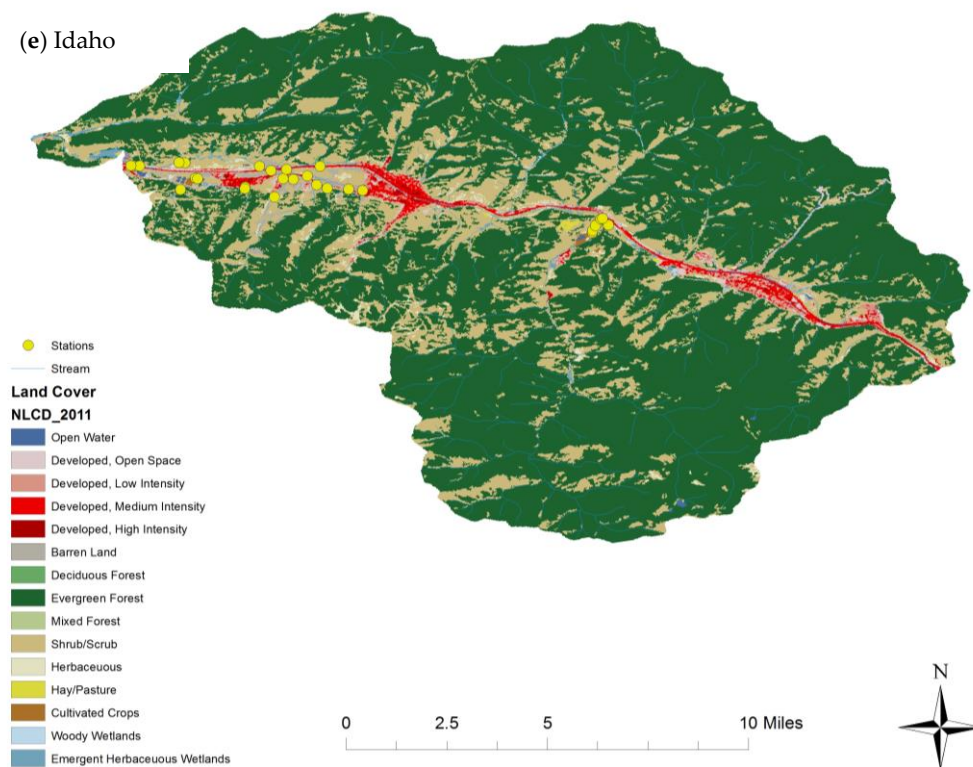 (e) Idaho
Stations
Stream
Land Cover
NLCD_2011
Open Water
Developed, Open Space
Developed, Low Intensity
Developed, Medium Intensity
Developed, High Intensity
Barren Land
Deciduous Forest
Evergreen Forest
Mixed Forest
Shrub/Scrub
Herbaceuous
Hay/Pasture
Cultivated Crops
Woody Wetlands
Emergent Herbaceuous Wetlands
0 2.5 5 10 Miles
N